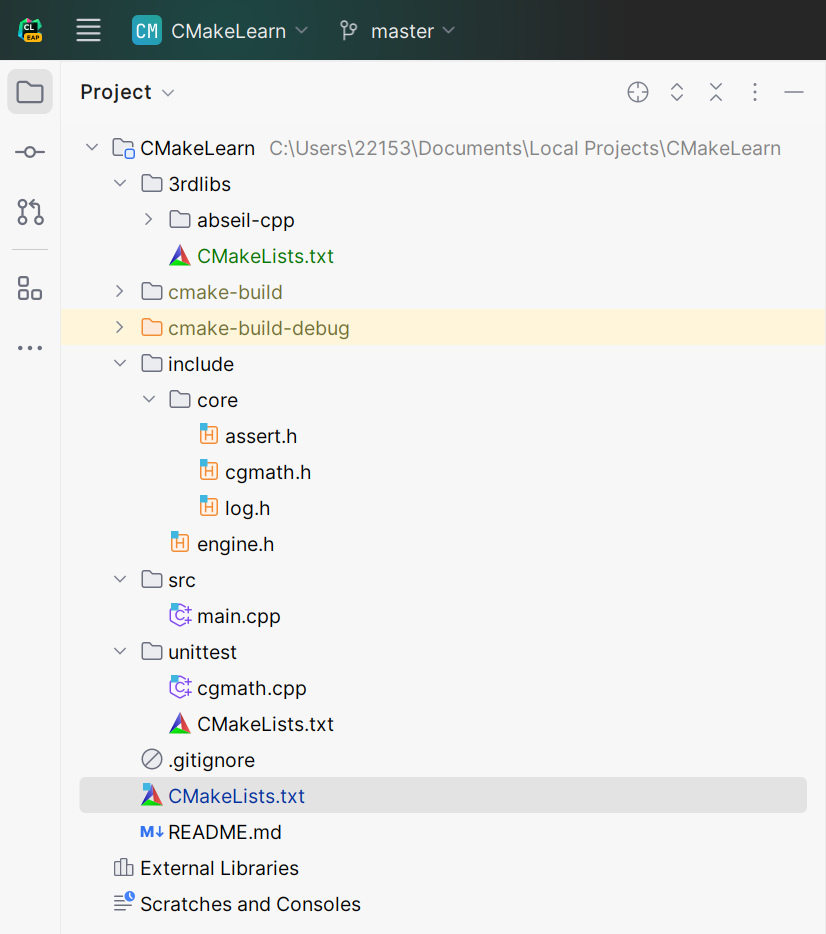 CL
EAP
CM CMakeLearn master
Project
CMakeLearn C:\Users\22153\Documents\Local Projects\CMakeLearn
3rdlibs
abseil-cpp
CMakeLists.txt
cmake-build
cmake-build-debug
include
core
H assert.h
H cgmath.h
H log.h
H engine.h
src
C++ main.cpp
unittest
C++ cgmath.cpp
CMakeLists.txt
.gitignore
CMakeLists.txt
M↓ README.md
External Libraries
Scratches and Consoles